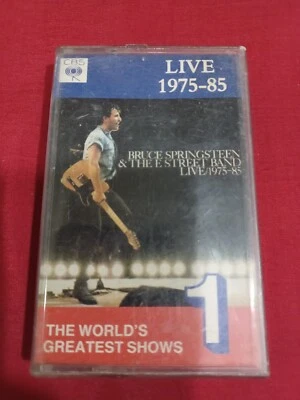 CBS
LIVE
1975-85
BRUCE SPRINGSTEEN
& THE E STREET BAND
LIVE/1975-85
1
THE WORLD'S
GREATEST SHOWS